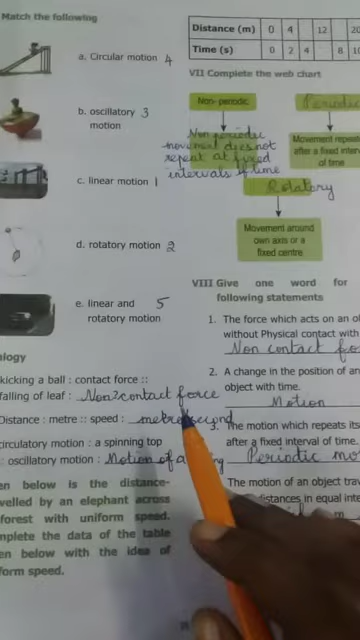 Match the following
a. Circular motion 4
b. oscillatory 3
motion
c. linear motion 1
d. rotatory motion 2
e. linear and 5
rotatory motion
alogy
kicking a ball : contact force ::
falling of leaf : Non contact force
Distance : metre :: speed : metre/second
circulatory motion : a spinning top
: oscillatory motion : Motion of a
en below is the distance-
velled by an elephant across
forest with uniform speed.
mplete the data of the table
en below with the idea of
form speed.
Distance (m) 0 4 12 20
Time (s) 0 2 4 8 10
VII Complete the web chart
Non-periodic
Non periodic
movement does not
repeat at fixed
intervals of time
Periodic
Movement repeats
after a fixed interval
of time
Rotatory
Movement around
own axis or a
fixed centre
VIII Give one word for
following statements
1. The force which acts on an ob
without Physical contact with
Non contact for
2. A change in the position of an
object with time.
Motion
3. The motion which repeats its
after a fixed interval of time.
Periodic mo
The motion of an object trav
distances in equal inte